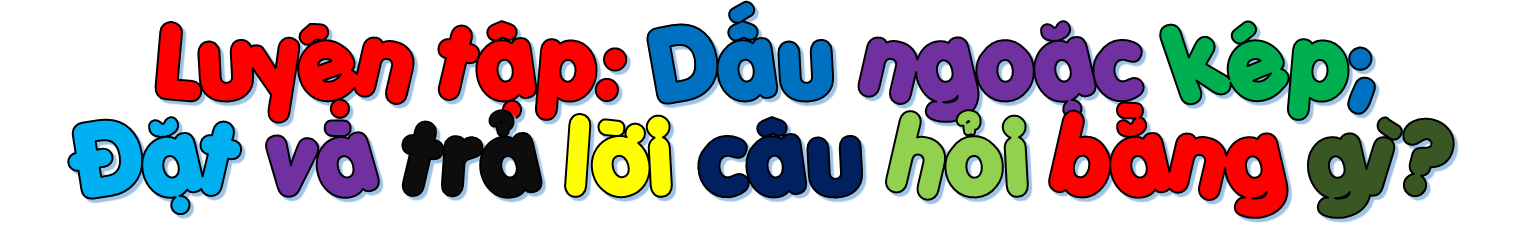 Luyện tập: Dấu ngoặc kép;
Đặt và trả lời câu hỏi bằng gì?